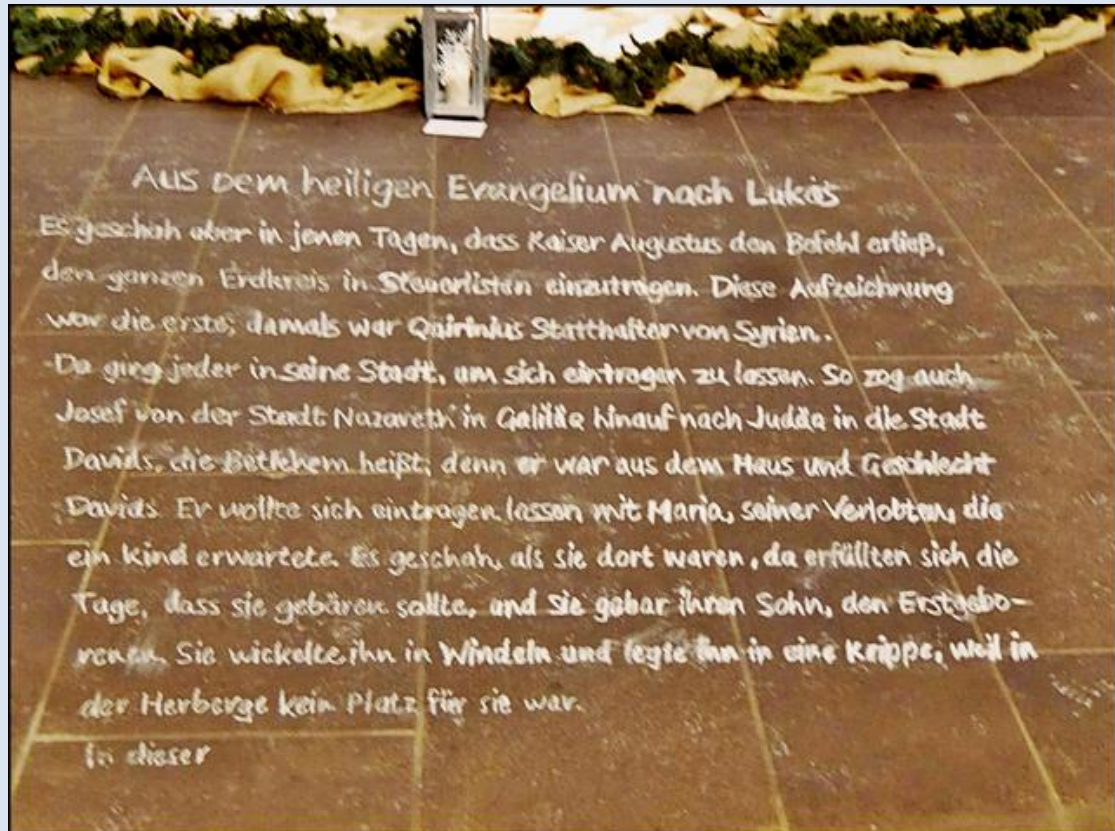 Aus dem heiligen Evangelium nach Lukas
Es geschah aber in jenen Tagen, dass Kaiser Augustus den Befehl erließ,
den ganzen Erdkreis in Steuerlisten einzutragen. Diese Aufzeichnung
war die erste; damals war Quirinius Statthalter von Syrien.
Da ging jeder in seine Stadt, um sich eintragen zu lassen. So zog auch
Josef von der Stadt Nazareth in Galiläa hinauf nach Judäa in die Stadt
Davids, die Betlehem heißt; denn er war aus dem Haus und Geschlecht
Davids. Er wollte sich eintragen lassen mit Maria, seiner Verlobten, die
ein Kind erwartete. Es geschah, als sie dort waren, da erfüllten sich die
Tage, dass sie gebären sollte, und sie gebar ihren Sohn, den Erstgebo-
renen. Sie wickelte ihn in Windeln und legte ihn in eine Krippe, weil in
der Herberge kein Platz für sie war.
In dieser